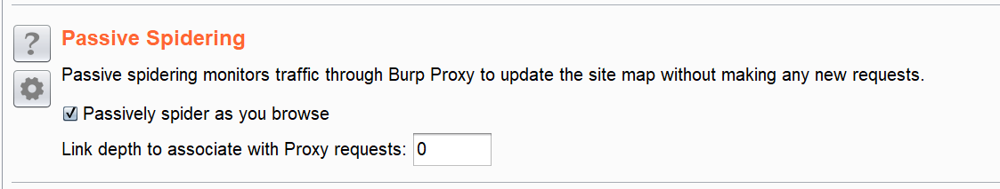 ?
Passive Spidering
Passive spidering monitors traffic through Burp Proxy to update the site map without making any new requests.
Passively spider as you browse
Link depth to associate with Proxy requests: 0